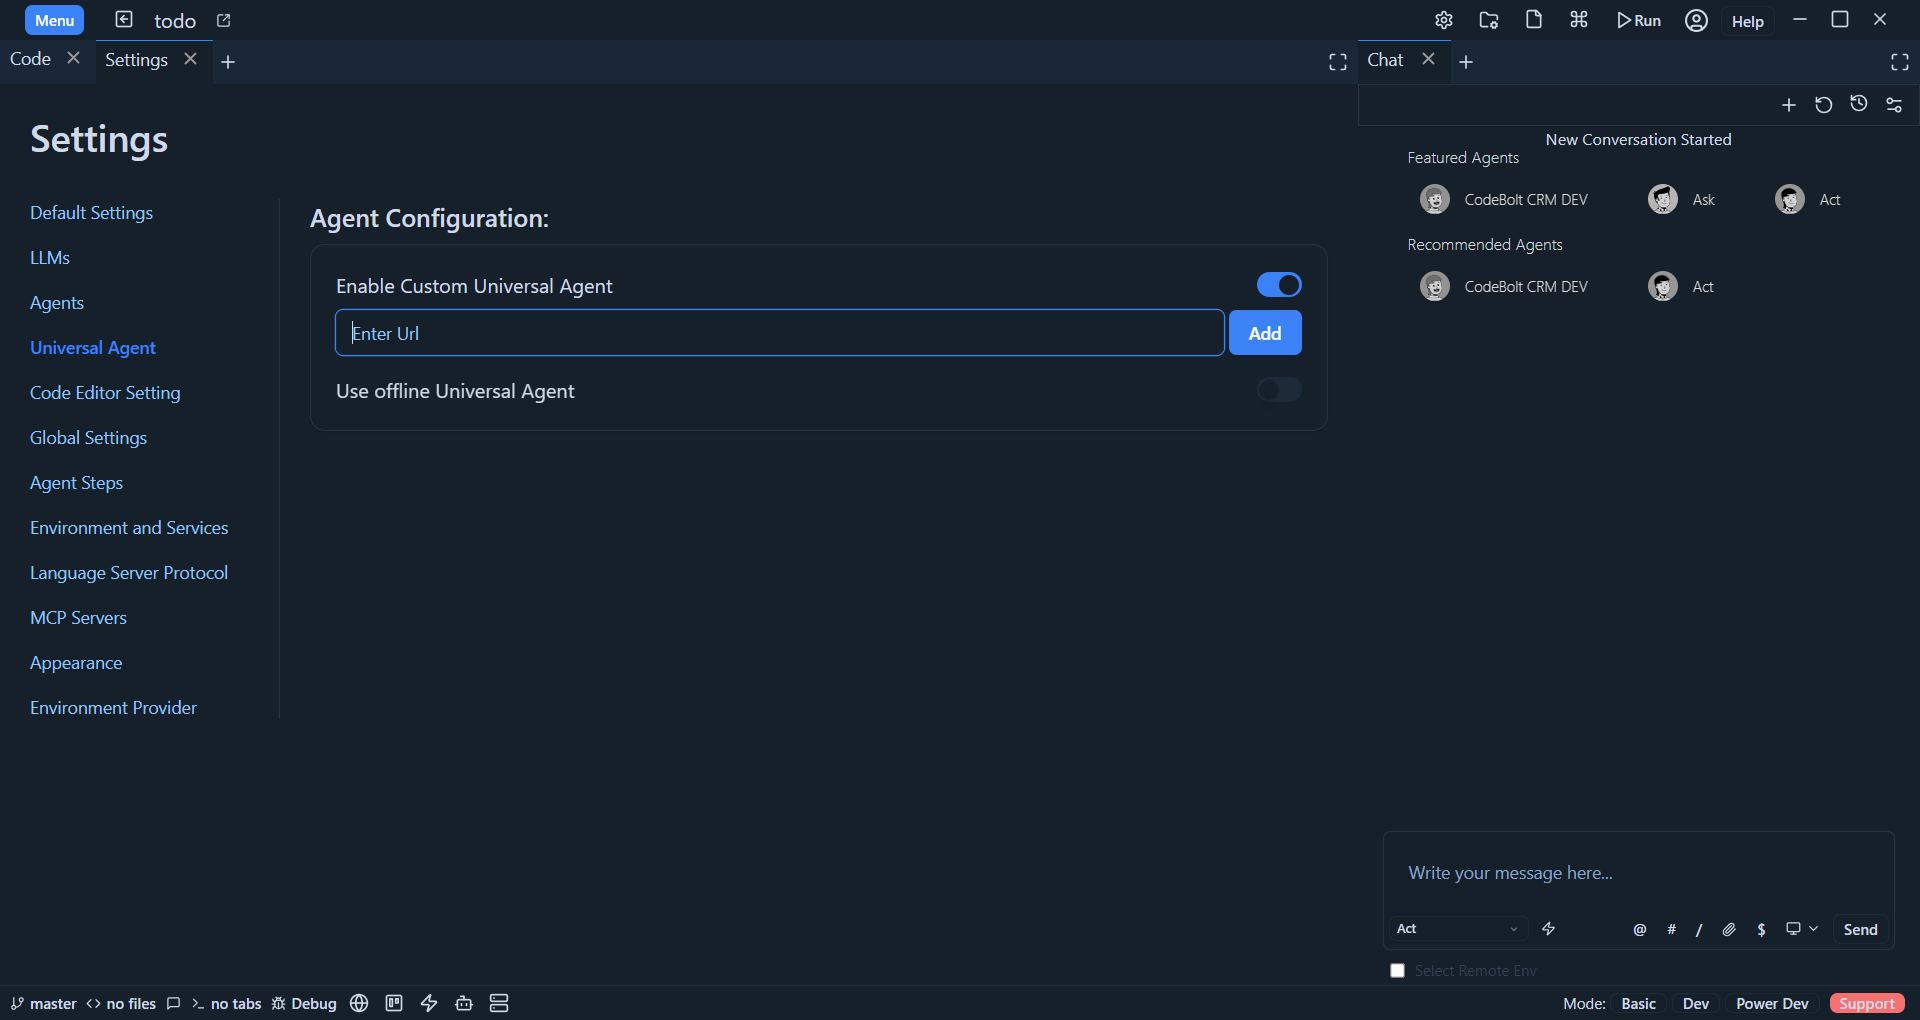 Menu todo Run Help
Code Settings Chat
Settings
Default Settings
LLMs
Agents
Universal Agent
Code Editor Setting
Global Settings
Agent Steps
Environment and Services
Language Server Protocol
MCP Servers
Appearance
Environment Provider
Agent Configuration:
Enable Custom Universal Agent
Enter Url Add
Use offline Universal Agent
New Conversation Started
Featured Agents
CodeBolt CRM DEV Ask Act
Recommended Agents
CodeBolt CRM DEV Act
Write your message here...
Act @ # / $ Send
Select Remote Env
master no files no tabs Debug Mode: Basic Dev Power Dev Support